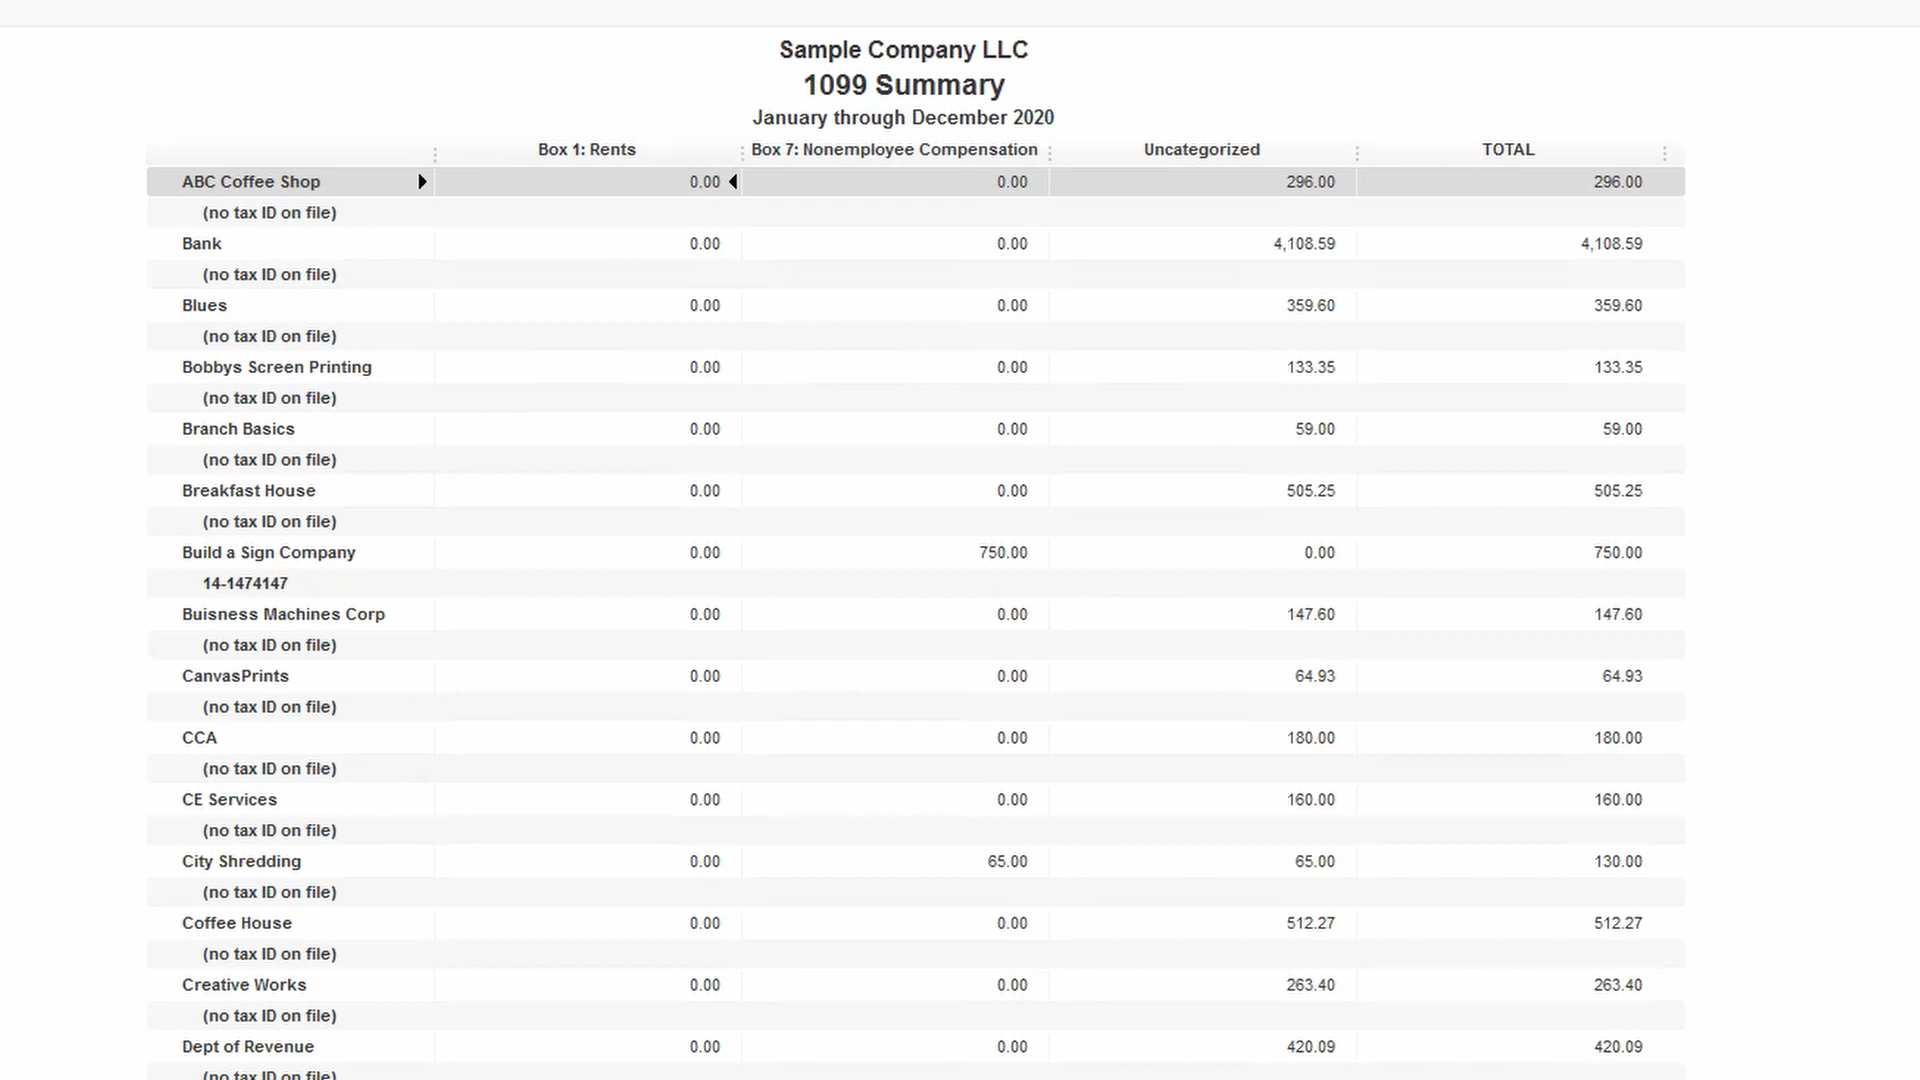 Sample Company LLC
1099 Summary
January through December 2020
Box 1: Rents Box 7: Nonemployee Compensation Uncategorized TOTAL
ABC Coffee Shop 0.00 0.00 296.00 296.00
(no tax ID on file)
Bank 0.00 0.00 4,108.59 4,108.59
(no tax ID on file)
Blues 0.00 0.00 359.60 359.60
(no tax ID on file)
Bobbys Screen Printing 0.00 0.00 133.35 133.35
(no tax ID on file)
Branch Basics 0.00 0.00 59.00 59.00
(no tax ID on file)
Breakfast House 0.00 0.00 505.25 505.25
(no tax ID on file)
Build a Sign Company 0.00 750.00 0.00 750.00
14-1474147
Buisness Machines Corp 0.00 0.00 147.60 147.60
(no tax ID on file)
CanvasPrints 0.00 0.00 64.93 64.93
(no tax ID on file)
CCA 0.00 0.00 180.00 180.00
(no tax ID on file)
CE Services 0.00 0.00 160.00 160.00
(no tax ID on file)
City Shredding 0.00 65.00 65.00 130.00
(no tax ID on file)
Coffee House 0.00 0.00 512.27 512.27
(no tax ID on file)
Creative Works 0.00 0.00 263.40 263.40
(no tax ID on file)
Dept of Revenue 0.00 0.00 420.09 420.09
(no tax ID on file)